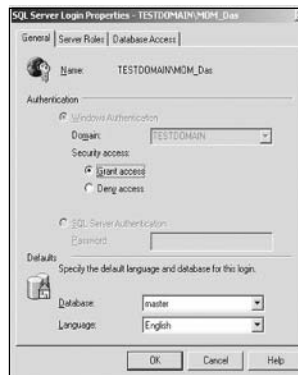 SQL Server Login Properties - TESTDOMAIN\MOM_Das
General Server Roles Database Access
Name: TESTDOMAIN\MOM_Das
Authentication
Windows Authentication
Domain: TESTDOMAIN
Security access:
Grant access
Deny access
SQL Server Authentication
Password:
Defaults
Specify the default language and database for this login.
Database: master
Language: English
OK Cancel Help